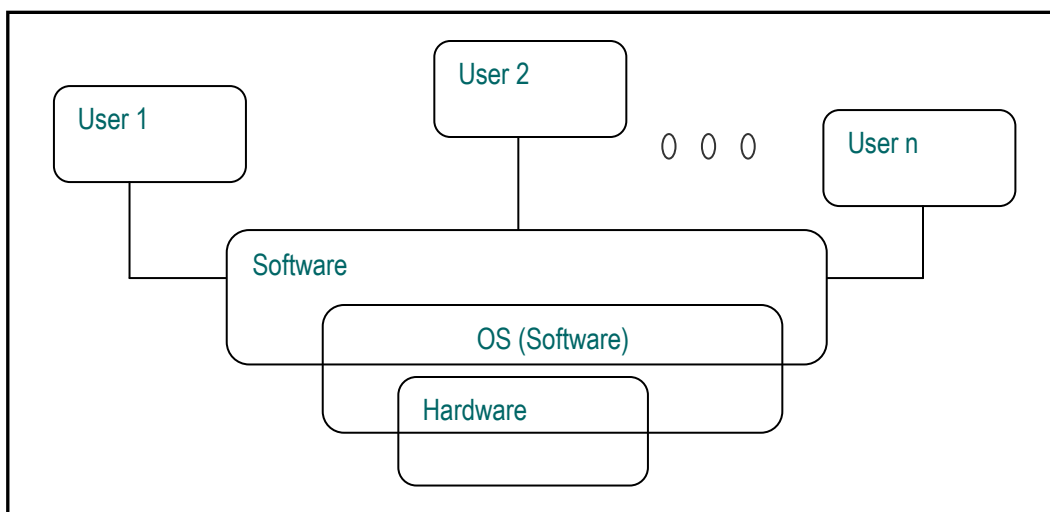 User 1
User 2
User n
Software
OS (Software)
Hardware